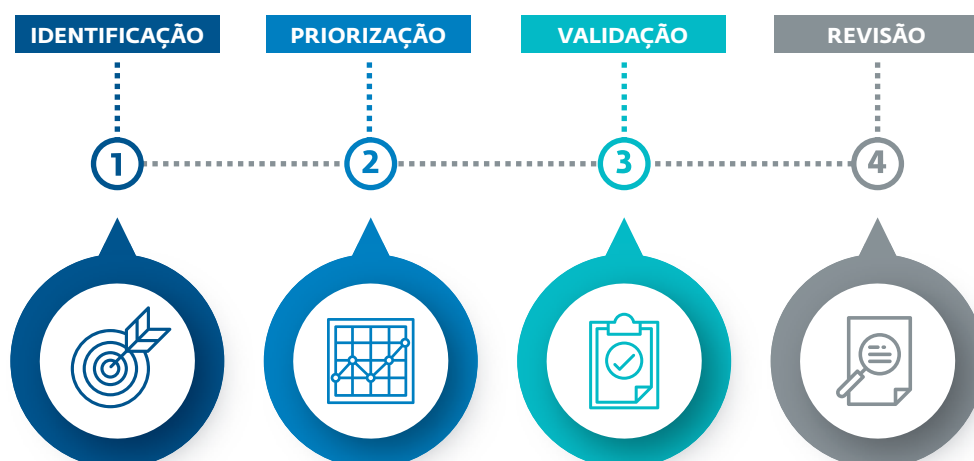 IDENTIFICAÇÃO
PRIORIZAÇÃO
VALIDAÇÃO
REVISÃO
1
2
3
4